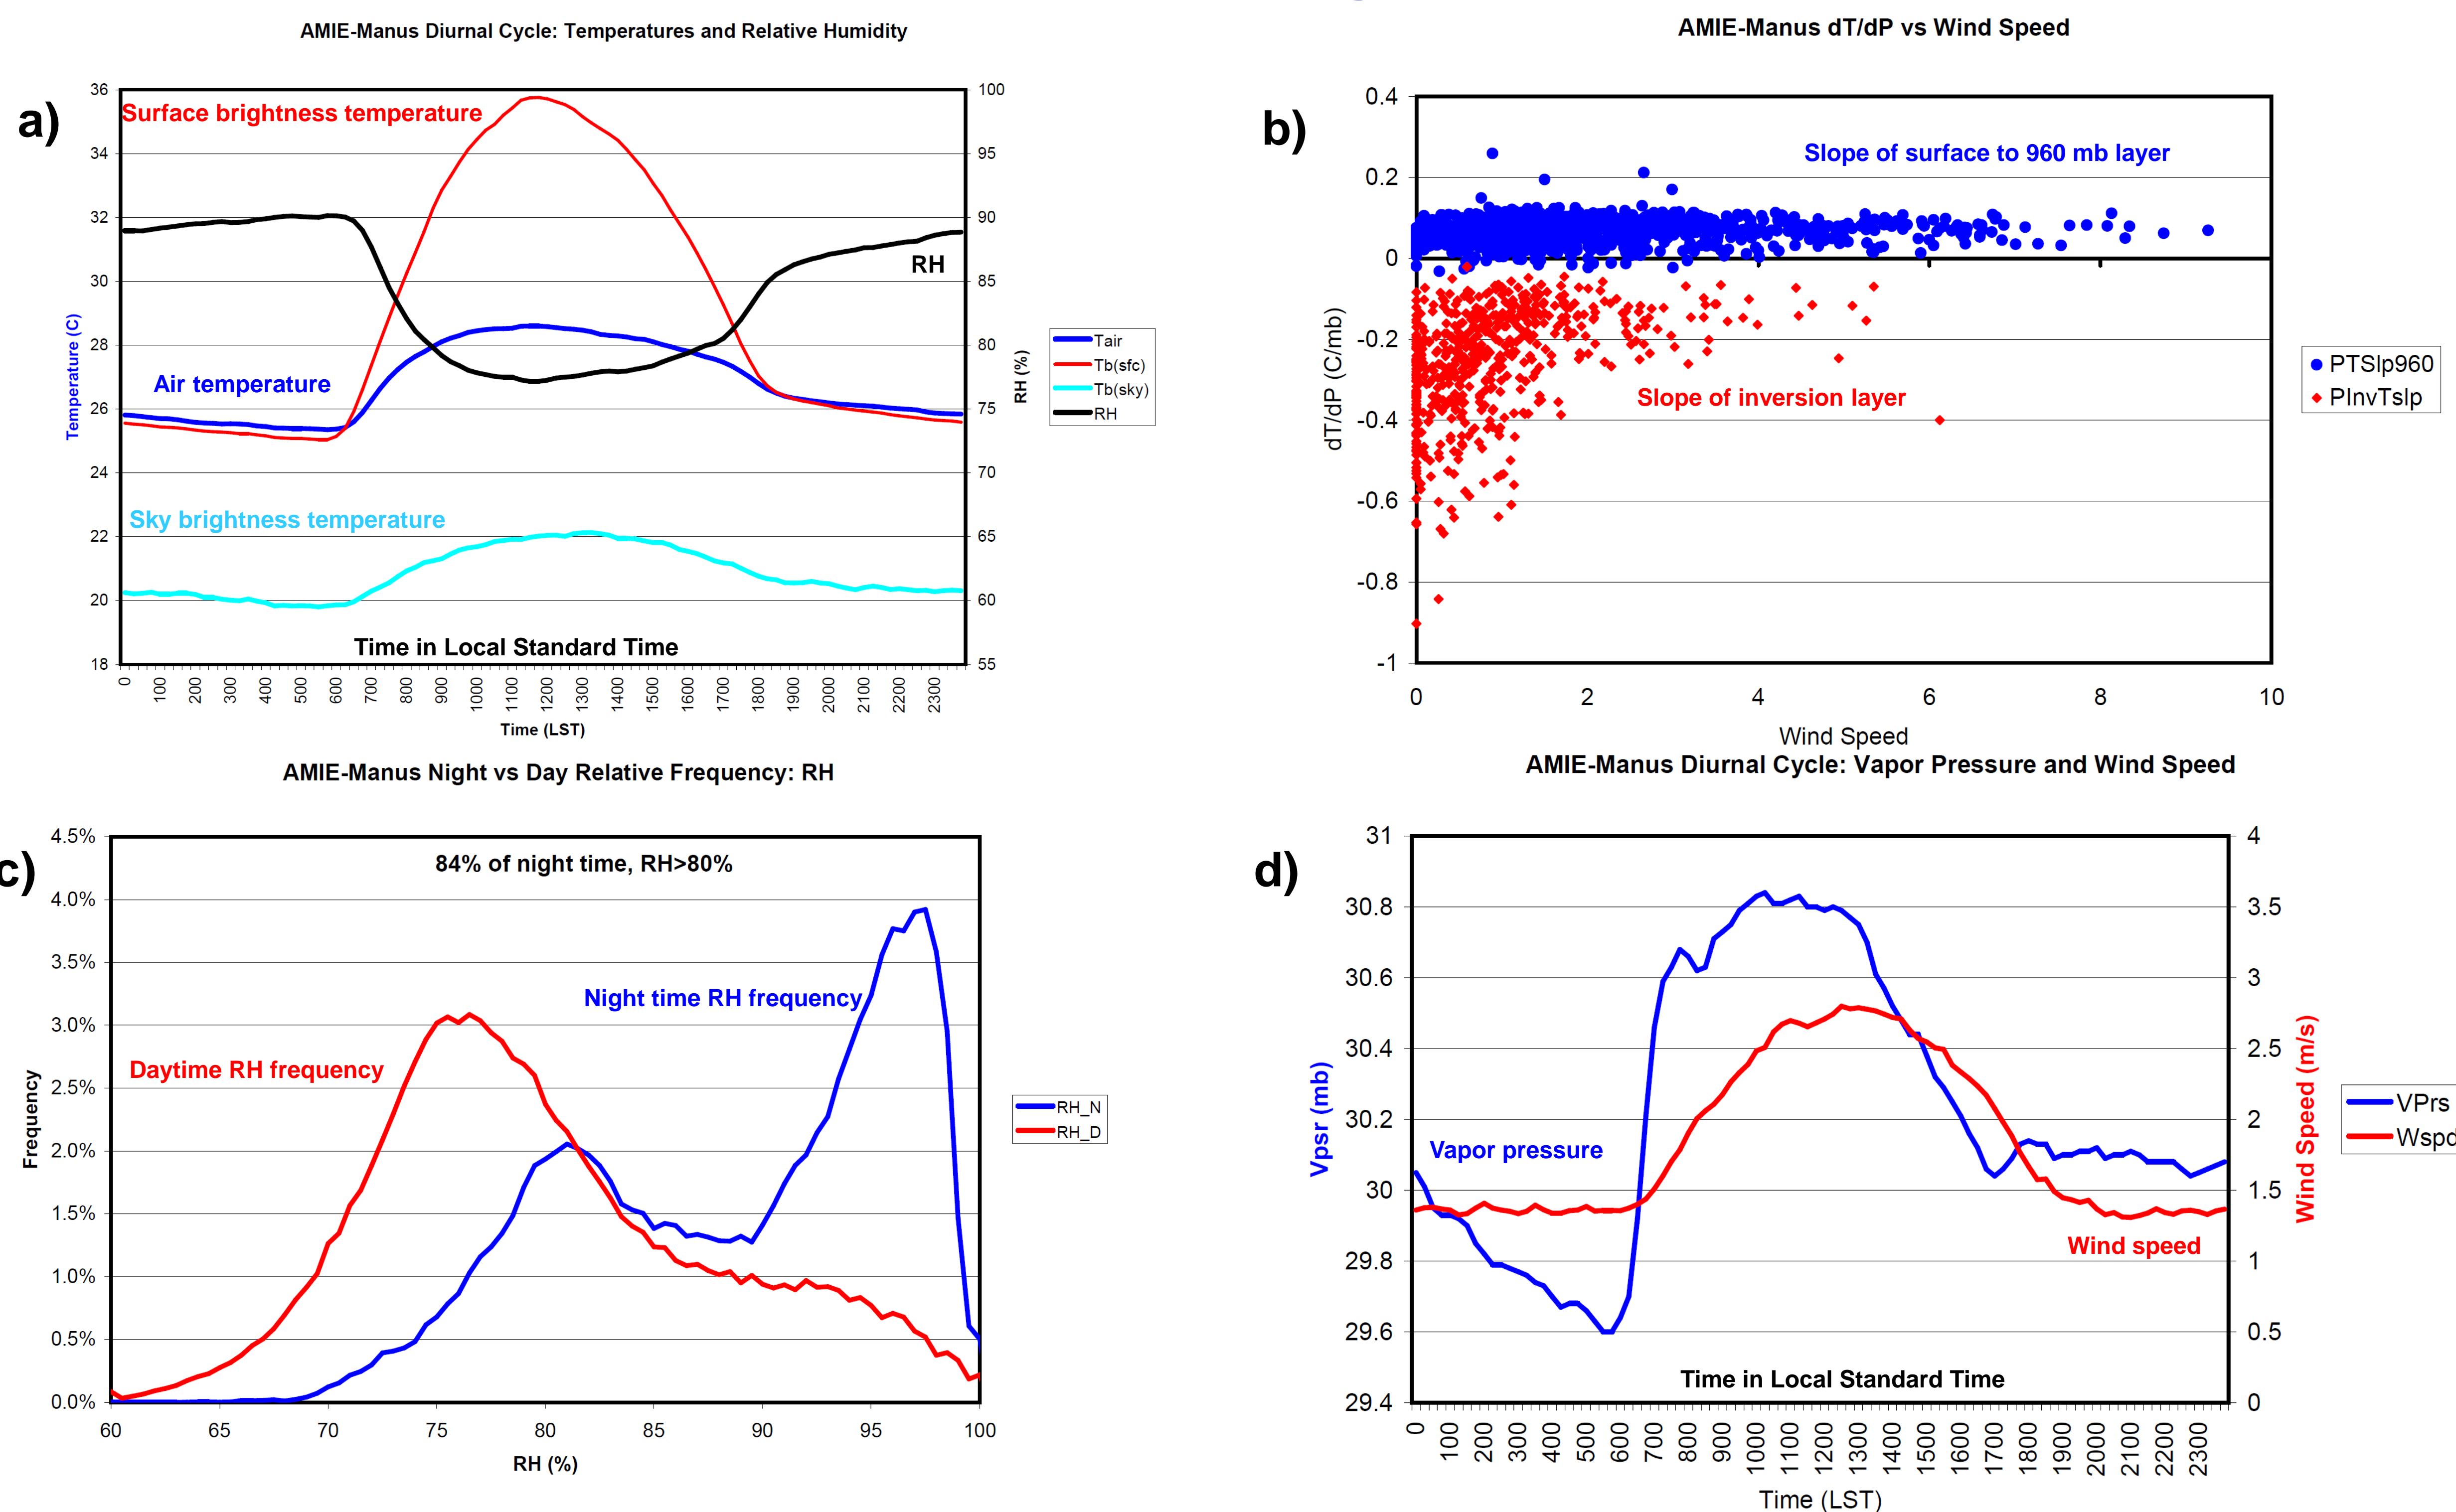 AMIE-Manus Diurnal Cycle: Temperatures and Relative Humidity
a)
Surface brightness temperature
RH
Air temperature
Sky brightness temperature
Time in Local Standard Time
36
34
32
30
28
26
24
22
20
18
100
95
90
85
80
75
70
65
60
55
Temperature (C)
RH (%)
0 100 200 300 400 500 600 700 800 900 1000 1100 1200 1300 1400 1500 1600 1700 1800 1900 2000 2100 2200 2300
Time (LST)
Tair
Tb(sfc)
Tb(sky)
RH
AMIE-Manus dT/dP vs Wind Speed
b)
Slope of surface to 960 mb layer
Slope of inversion layer
0.4
0.2
0
-0.2
-0.4
-0.6
-0.8
-1
dT/dP (C/mb)
0 2 4 6 8 10
Wind Speed
PTSlp960
PInvTslp
AMIE-Manus Night vs Day Relative Frequency: RH
c)
84% of night time, RH>80%
Night time RH frequency
Daytime RH frequency
4.5%
4.0%
3.5%
3.0%
2.5%
2.0%
1.5%
1.0%
0.5%
0.0%
Frequency
60 65 70 75 80 85 90 95 100
RH (%)
RH_N
RH_D
AMIE-Manus Diurnal Cycle: Vapor Pressure and Wind Speed
d)
Vapor pressure
Wind speed
Time in Local Standard Time
31
30.8
30.6
30.4
30.2
30
29.8
29.6
29.4
4
3.5
3
2.5
2
1.5
1
0.5
0
Vpsr (mb)
Wind Speed (m/s)
0 100 200 300 400 500 600 700 800 900 1000 1100 1200 1300 1400 1500 1600 1700 1800 1900 2000 2100 2200 2300
Time (LST)
VPrs
Wspd